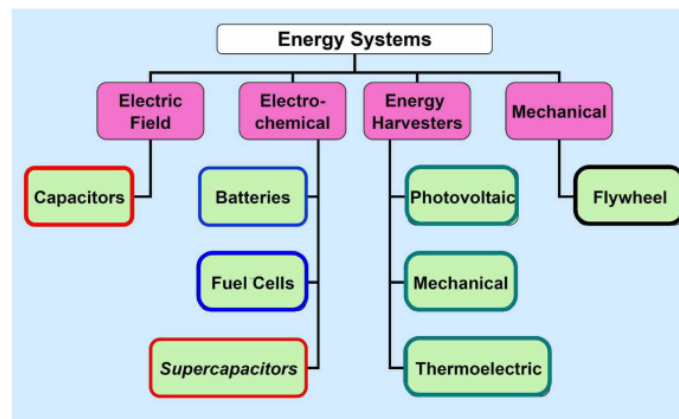 Energy Systems
Electric
Field
Electro-
chemical
Energy
Harvesters
Mechanical
Capacitors
Batteries
Photovoltaic
Flywheel
Fuel Cells
Mechanical
Supercapacitors
Thermoelectric